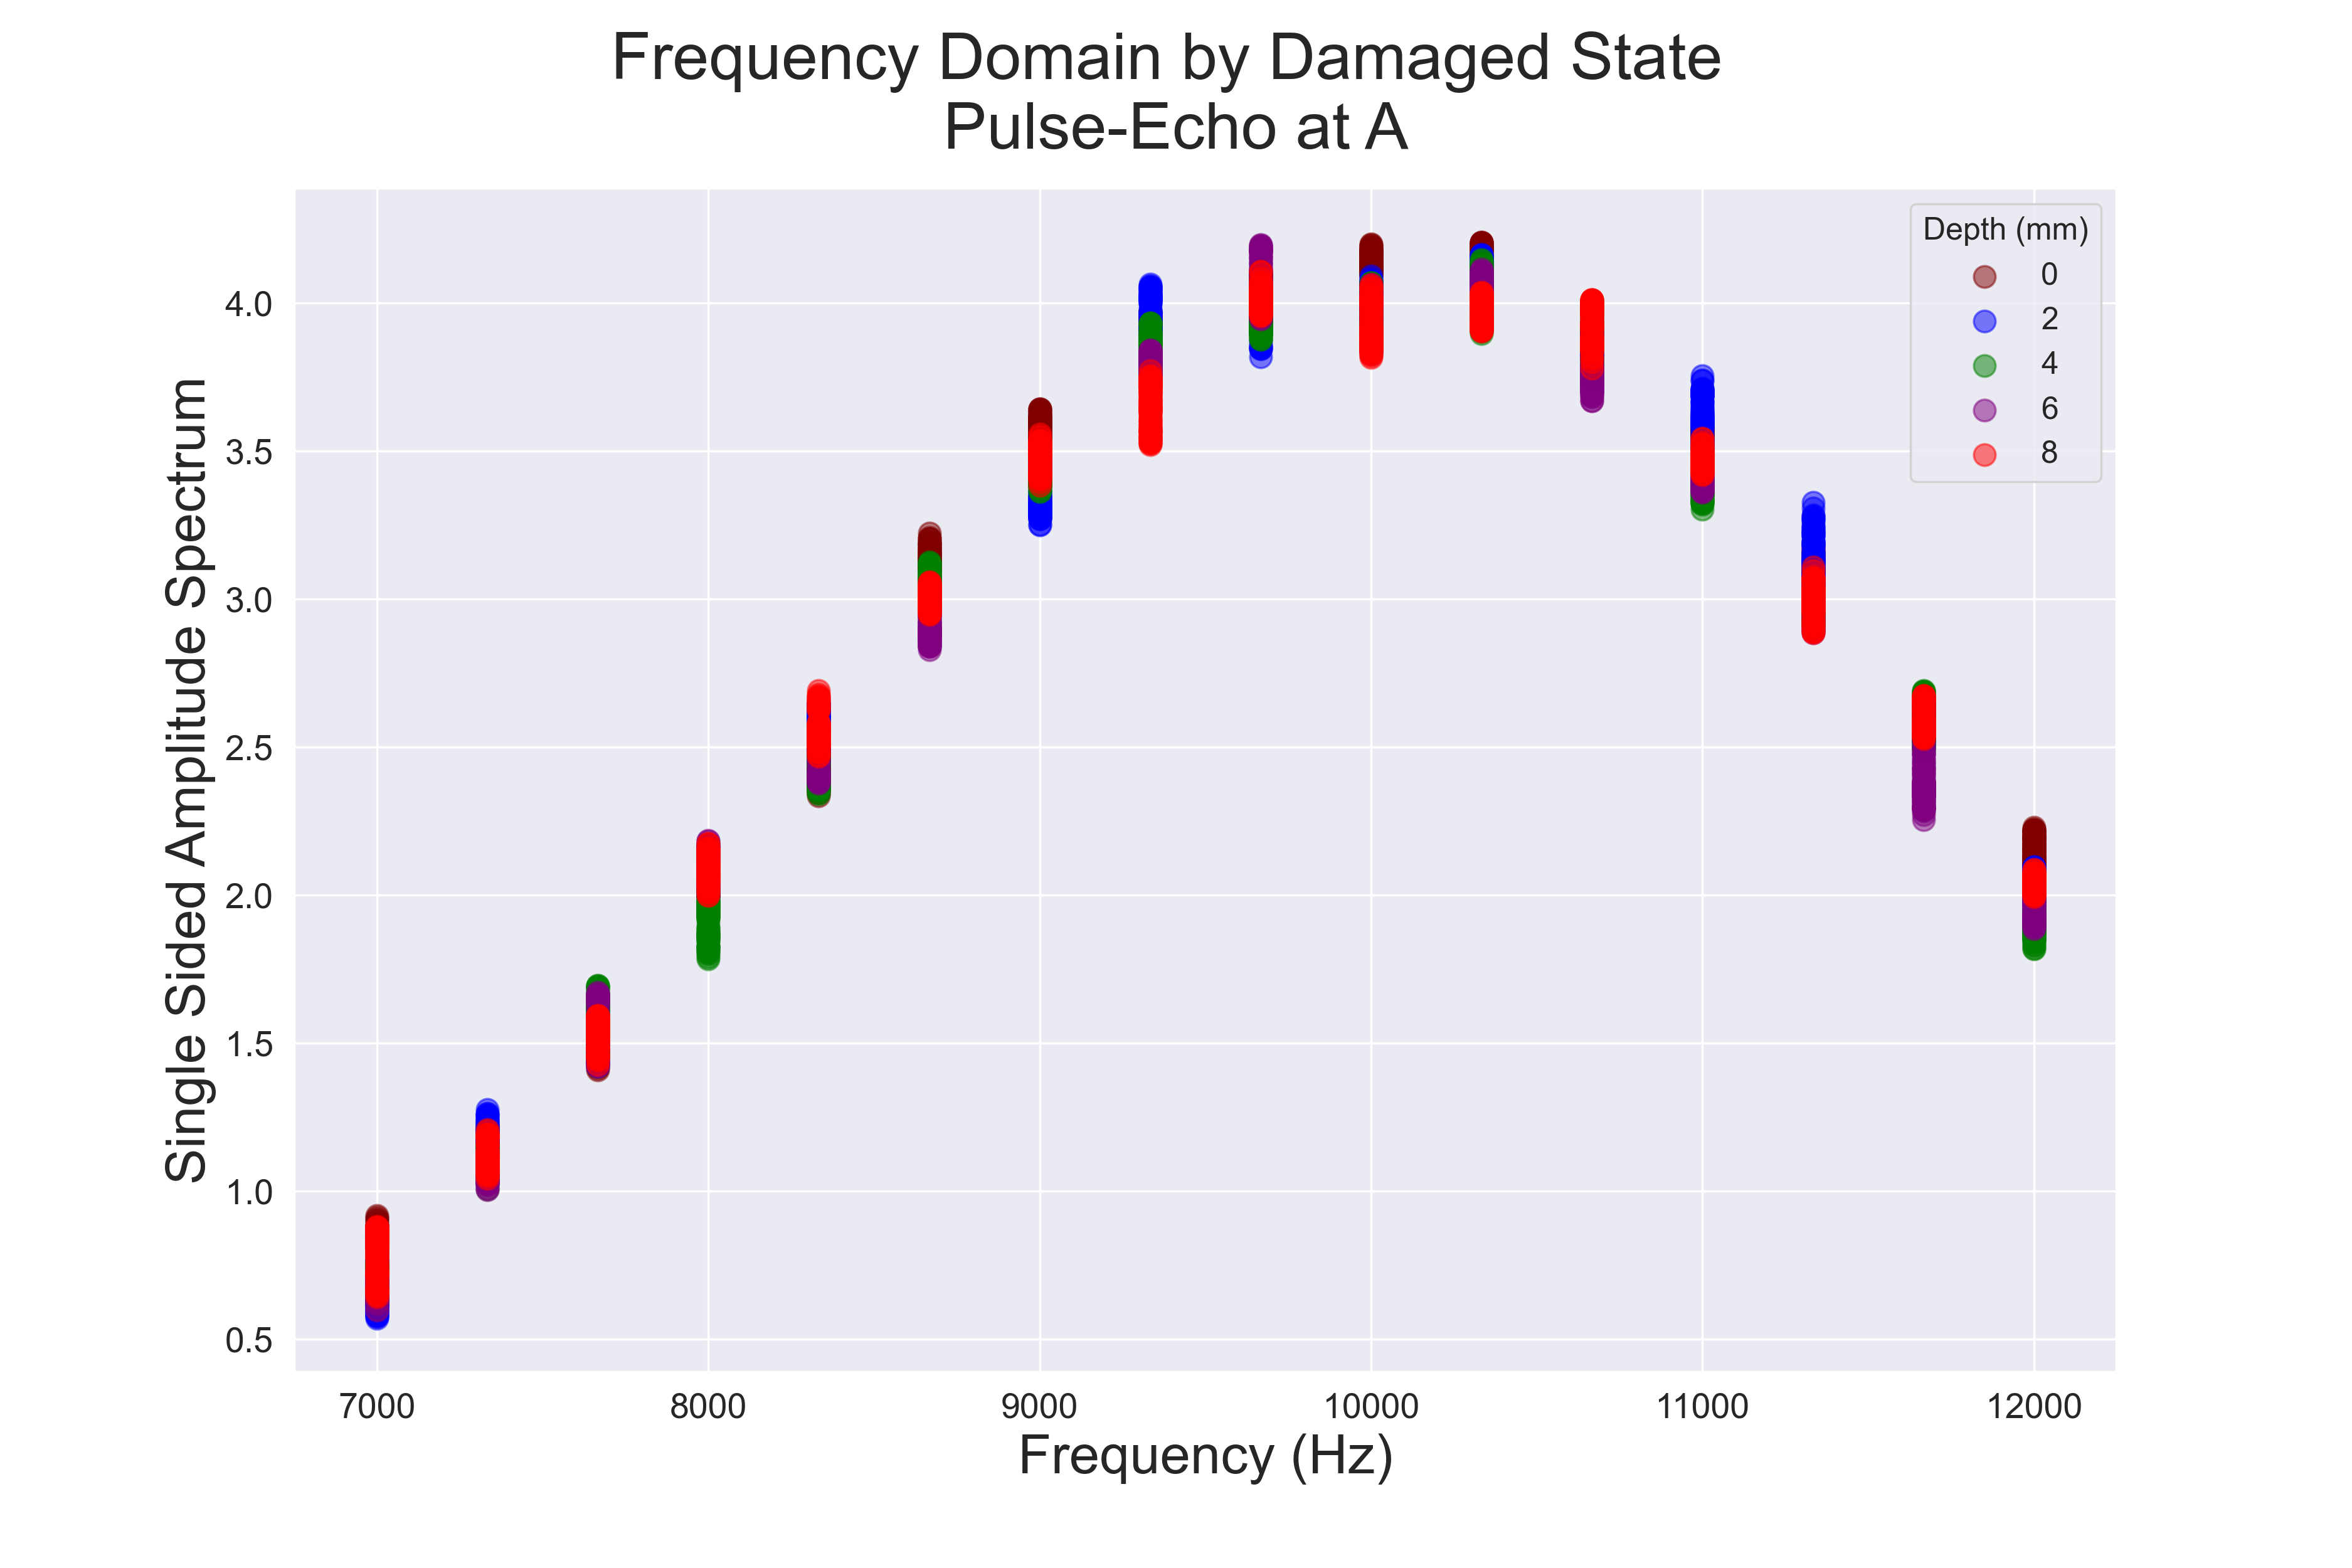 Frequency Domain by Damaged State
Pulse-Echo at A
Single Sided Amplitude Spectrum
4.0
3.5
3.0
2.5
2.0
1.5
1.0
0.5
Depth (mm)
0
2
4
6
8
7000 8000 9000 10000 11000 12000
Frequency (Hz)